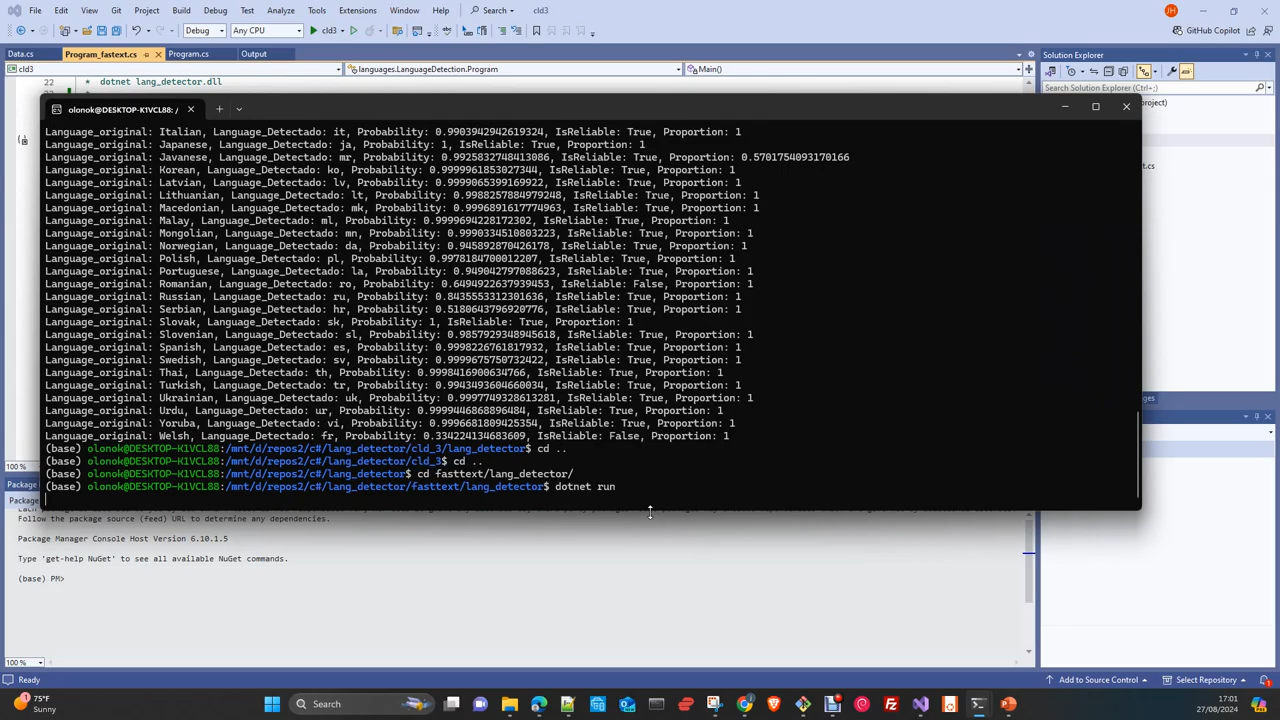 File Edit View Git Project Build Debug Test Analyze Tools Extensions Window Help Search cld3
JH
Debug Any CPU cld3 GitHub Copilot
Data.cs Program_fastext.cs Program.cs Output Solution Explorer
cld3 languages.LanguageDetection.Program Main()
22 * dotnet lang_detector.dll
Search Solution Explorer (Ctrl+;)
olonok@DESKTOP-K1VCL88: /
project)
Language_original: Italian, Language_Detectado: it, Probability: 0.99039429426193​24, IsReliable: True, Proportion: 1
Language_original: Japanese, Language_Detectado: ja, Probability: 1, IsReliable: True, Proportion: 1
Language_original: Javanese, Language_Detectado: mr, Probability: 0.9925832748413086, IsReliable: True, Proportion: 0.5701754093170166
t.cs
Language_original: Korean, Language_Detectado: ko, Probability: 0.9999961853027344, IsReliable: True, Proportion: 1
Language_original: Latvian, Language_Detectado: lv, Probability: 0.9999065399169922, IsReliable: True, Proportion: 1
Language_original: Lithuanian, Language_Detectado: lt, Probability: 0.99882578849792​48, IsReliable: True, Proportion: 1
Language_original: Macedonian, Language_Detectado: mk, Probability: 0.9996891617774963, IsReliable: True, Proportion: 1
Language_original: Malay, Language_Detectado: ml, Probability: 0.9999694228172302, IsReliable: True, Proportion: 1
Language_original: Mongolian, Language_Detectado: mn, Probability: 0.9990334510803223, IsReliable: True, Proportion: 1
Language_original: Norwegian, Language_Detectado: da, Probability: 0.945892870426178, IsReliable: True, Proportion: 1
Language_original: Polish, Language_Detectado: pl, Probability: 0.9978184700012207, IsReliable: True, Proportion: 1
Language_original: Portuguese, Language_Detectado: la, Probability: 0.949042797088623, IsReliable: True, Proportion: 1
Language_original: Romanian, Language_Detectado: ro, Probability: 0.6494922637939453, IsReliable: False, Proportion: 1
Language_original: Russian, Language_Detectado: ru, Probability: 0.8435553312301636, IsReliable: True, Proportion: 1
Language_original: Serbian, Language_Detectado: hr, Probability: 0.5180643796920776, IsReliable: True, Proportion: 1
Language_original: Slovak, Language_Detectado: sk, Probability: 1, IsReliable: True, Proportion: 1
Language_original: Slovenian, Language_Detectado: sl, Probability: 0.9857929348945618, IsReliable: True, Proportion: 1
Language_original: Spanish, Language_Detectado: es, Probability: 0.9998226761817932, IsReliable: True, Proportion: 1
Language_original: Swedish, Language_Detectado: sv, Probability: 0.9999675750732422, IsReliable: True, Proportion: 1
Language_original: Thai, Language_Detectado: th, Probability: 0.9998416900634766, IsReliable: True, Proportion: 1
Language_original: Turkish, Language_Detectado: tr, Probability: 0.9943493604660034, IsReliable: True, Proportion: 1
Language_original: Ukrainian, Language_Detectado: uk, Probability: 0.9997749328613281, IsReliable: True, Proportion: 1
ges
Language_original: Urdu, Language_Detectado: ur, Probability: 0.9999446868896484, IsReliable: True, Proportion: 1
Language_original: Yoruba, Language_Detectado: vi, Probability: 0.9996681809425354, IsReliable: True, Proportion: 1
Language_original: Welsh, Language_Detectado: fr, Probability: 0.334224134683609, IsReliable: False, Proportion: 1
(base) olonok@DESKTOP-K1VCL88:/mnt/d/repos2/c#/lang_detector/cld_3/lang_detector$ cd ..
(base) olonok@DESKTOP-K1VCL88:/mnt/d/repos2/c#/lang_detector/cld_3$ cd ..
100 %
(base) olonok@DESKTOP-K1VCL88:/mnt/d/repos2/c#/lang_detector$ cd fasttext/lang_detector/
Package
(base) olonok@DESKTOP-K1VCL88:/mnt/d/repos2/c#/lang_detector/fasttext/lang_detector$ dotnet run
Package
Follow the package source (feed) URL to determine any dependencies.
Package Manager Console Host Version 6.10.1.5
Type 'get-help NuGet' to see all available NuGet commands.
(base) PM>
100 %
Ready Add to Source Control Select Repository 1
1 75°F
Sunny
Search
17:01
27/08/2024